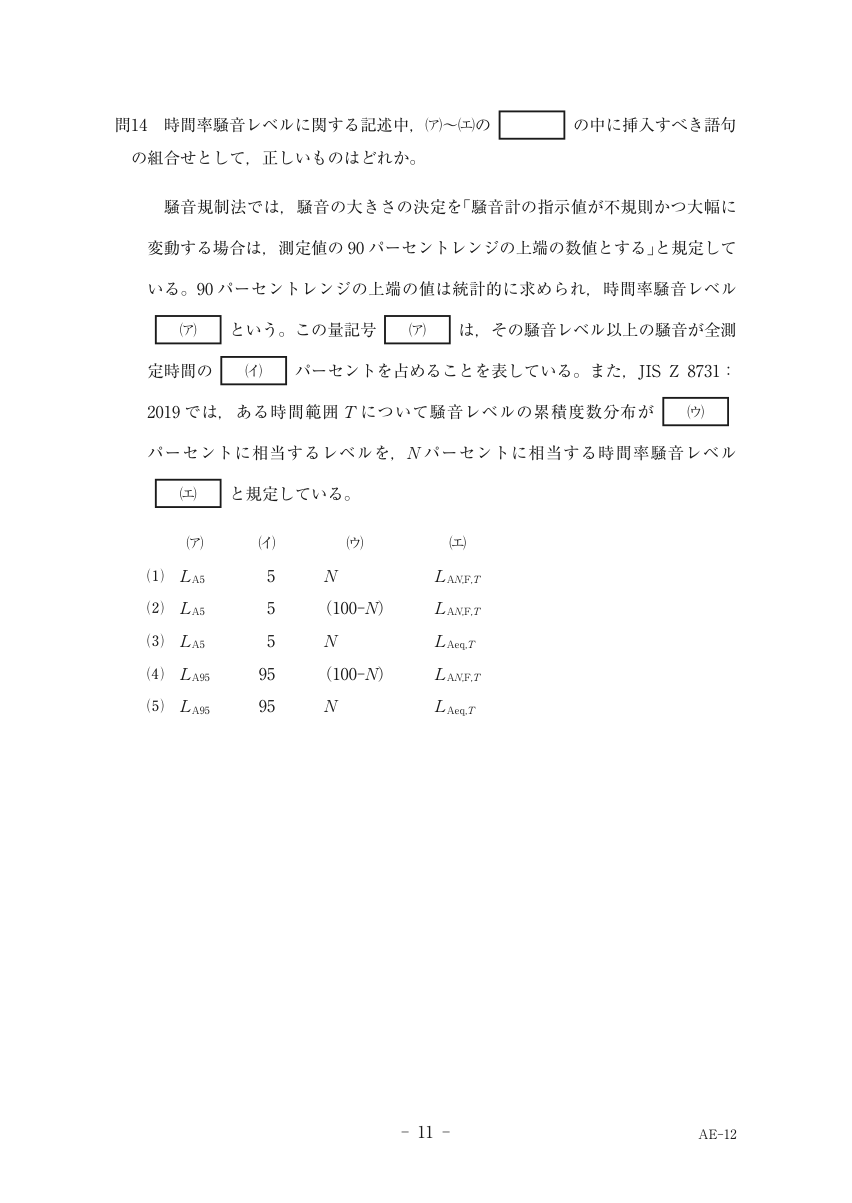 問14　時間率騒音レベルに関する記述中，㋐～㋓の　　　　の中に挿入すべき語句
の組合せとして，正しいものはどれか。
騒音規制法では，騒音の大きさの決定を「騒音計の指示値が不規則かつ大幅に
変動する場合は，測定値の 90 パーセントレンジの上端の数値とする」と規定して
いる。90 パーセントレンジの上端の値は統計的に求められ，時間率騒音レベル
(ア) という。この量記号 (ア) は，その騒音レベル以上の騒音が全測
定時間の (イ) パーセントを占めることを表している。また，JIS Z 8731：
2019 では，ある時間範囲 T について騒音レベルの累積度数分布が (ウ)
パーセントに相当するレベルを，N パーセントに相当する時間率騒音レベル
(エ) と規定している。
(ア) (イ) (ウ) (エ)
(1) LA5 5 N LAN,F,T
(2) LA5 5 (100-N) LAN,F,T
(3) LA5 5 N LAeq,T
(4) LA95 95 (100-N) LAN,F,T
(5) LA95 95 N LAeq,T
- 11 -
AE-12